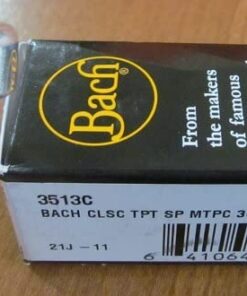 Bach®
From
the makers
of famous
3513C
BACH CLSC TPT SP MTPC 3
21J - 11
6 41064